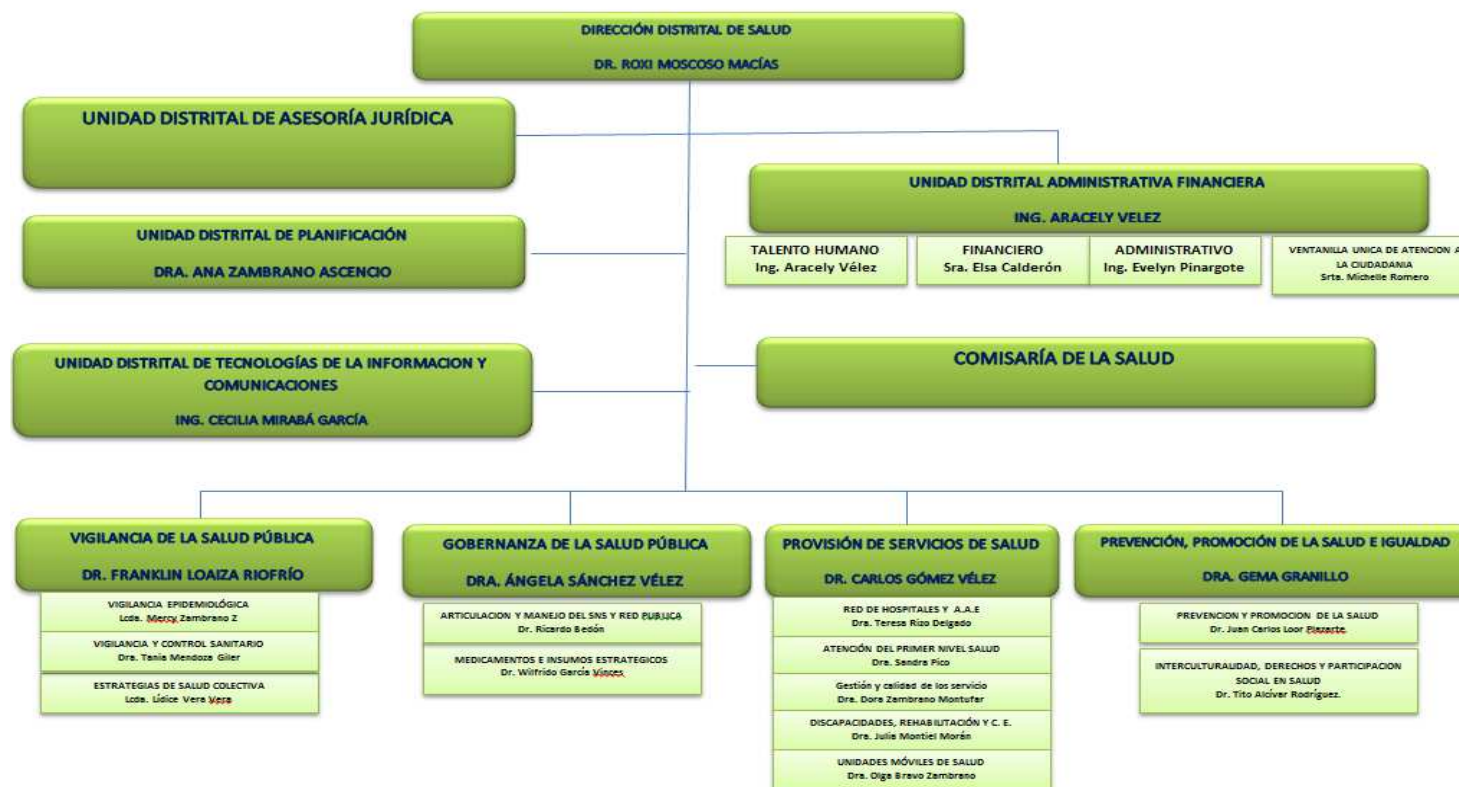 DIRECCIÓN DISTRITAL DE SALUD
DR. ROXI MOSCOSO MACÍAS
UNIDAD DISTRITAL DE ASESORÍA JURÍDICA
UNIDAD DISTRITAL ADMINISTRATIVA FINANCIERA
ING. ARACELY VELEZ
TALENTO HUMANO
Ing. Aracely Vélez
FINANCIERO
Sra. Elsa Calderón
ADMINISTRATIVO
Ing. Evelyn Pinargote
VENTANILLA UNICA DE ATENCION A
LA CIUDADANIA
Srta. Michelle Romero
UNIDAD DISTRITAL DE PLANIFICACIÓN
DRA. ANA ZAMBRANO ASCENCIO
UNIDAD DISTRITAL DE TECNOLOGÍAS DE LA INFORMACION Y
COMUNICACIONES
ING. CECILIA MIRABÁ GARCÍA
COMISARÍA DE LA SALUD
VIGILANCIA DE LA SALUD PÚBLICA
DR. FRANKLIN LOAIZA RIOFRÍO
VIGILANCIA EPIDEMIOLÓGICA
Lcda. Mercy Zambrano Z
VIGILANCIA Y CONTROL SANITARIO
Dra. Tania Mendoza Giler
ESTRATEGIAS DE SALUD COLECTIVA
Lcda. Lídice Vera Vera
GOBERNANZA DE LA SALUD PÚBLICA
DRA. ÁNGELA SÁNCHEZ VÉLEZ
ARTICULACION Y MANEJO DEL SNS Y RED PUBLICA
Dr. Ricardo Bedón
MEDICAMENTOS E INSUMOS ESTRATEGICOS
Dr. Wilfrido García Vinces
PROVISIÓN DE SERVICIOS DE SALUD
DR. CARLOS GÓMEZ VÉLEZ
RED DE HOSPITALES Y A.A.E
Dra. Teresa Rizo Delgado
ATENCIÓN DEL PRIMER NIVEL SALUD
Dra. Sandra Pico
Gestión y calidad de los servicio
Dra. Dora Zambrano Montufar
DISCAPACIDADES, REHABILITACIÓN Y C. E.
Dra. Julia Montiel Morán
UNIDADES MÓVILES DE SALUD
Dra. Olga Bravo Zambrano
PREVENCIÓN, PROMOCIÓN DE LA SALUD E IGUALDAD
DRA. GEMA GRANILLO
PREVENCION Y PROMOCION DE LA SALUD
Dr. Juan Carlos Loor
INTERCULTURALIDAD, DERECHOS Y PARTICIPACION
SOCIAL EN SALUD
Dr. Tito Alcívar Rodríguez.